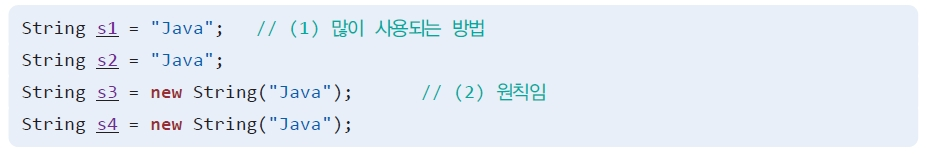 String s1 = "Java";   // (1) 많이 사용되는 방법
String s2 = "Java";
String s3 = new String("Java");       // (2) 원칙임
String s4 = new String("Java");